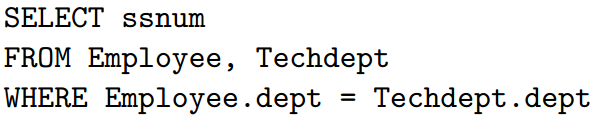 SELECT ssnum
FROM Employee, Techdept
WHERE Employee.dept = Techdept.dept